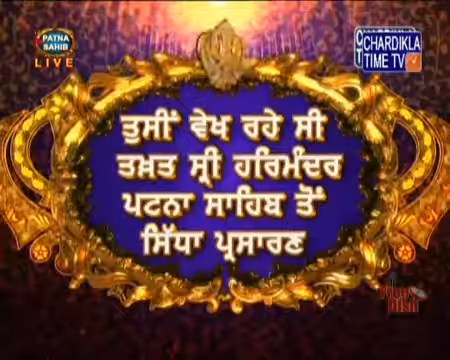 PATNA
SAHIB
LIVE
CHARDIKLA
TIME TV
ਤੁਸੀਂ ਵੇਖ ਰਹੇ ਸੀ
ਤਖ਼ਤ ਸ੍ਰੀ ਹਰਿਮੰਦਰ
ਪਟਨਾ ਸਾਹਿਬ ਤੋਂ
ਸਿੱਧਾ ਪ੍ਰਸਾਰਣ